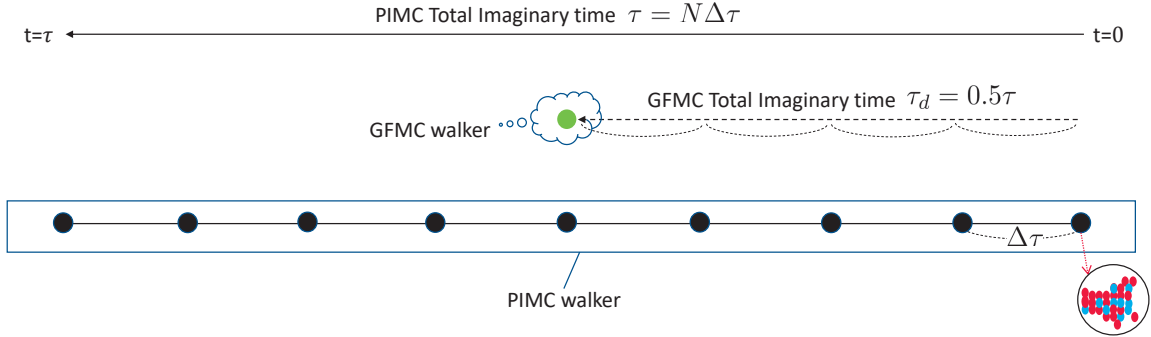 PIMC Total Imaginary time τ = NΔτ
t=τ
t=0
GFMC Total Imaginary time τ_d = 0.5τ
GFMC walker
Δτ
PIMC walker